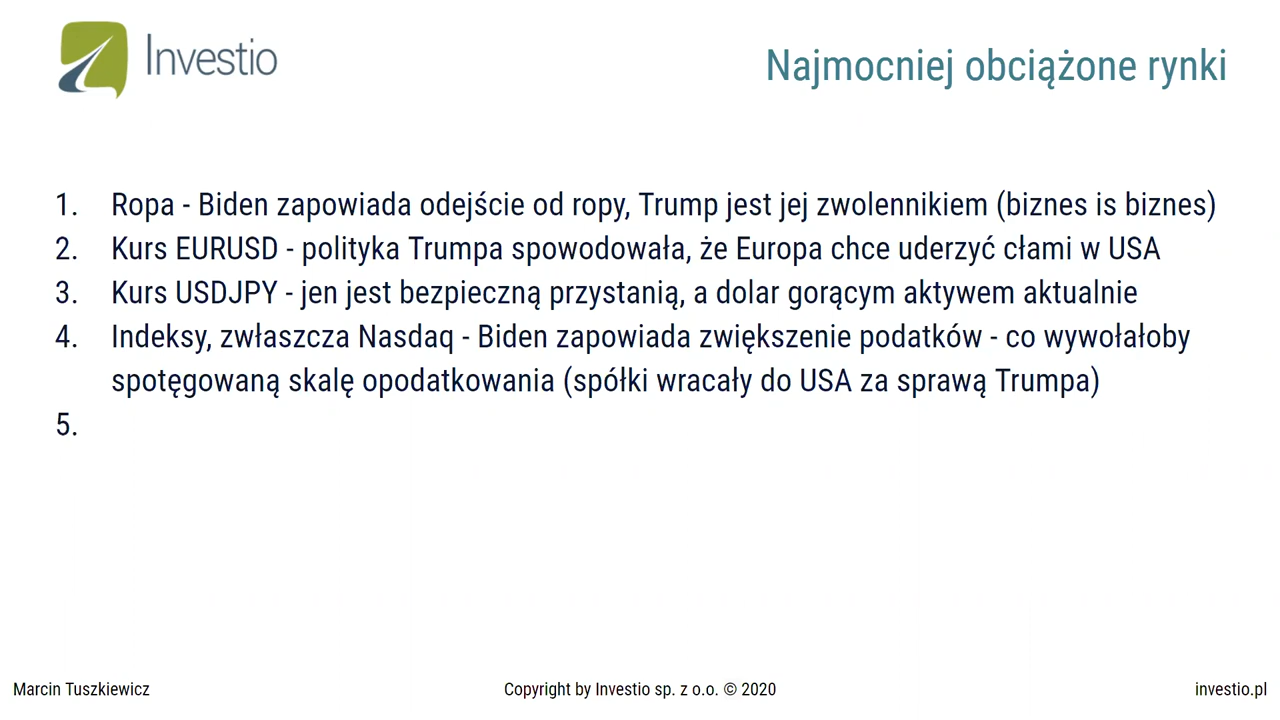 Investio
Najmocniej obciążone rynki
1. Ropa - Biden zapowiada odejście od ropy, Trump jest jej zwolennikiem (biznes is biznes)
2. Kurs EURUSD - polityka Trumpa spowodowała, że Europa chce uderzyć cłami w USA
3. Kurs USDJPY - jen jest bezpieczną przystanią, a dolar gorącym aktywem aktualnie
4. Indeksy, zwłaszcza Nasdaq - Biden zapowiada zwiększenie podatków - co wywołałoby
spotęgowaną skalę opodatkowania (spółki wracały do USA za sprawą Trumpa)
5.
Marcin Tuszkiewicz
Copyright by Investio sp. z o.o. © 2020
investio.pl